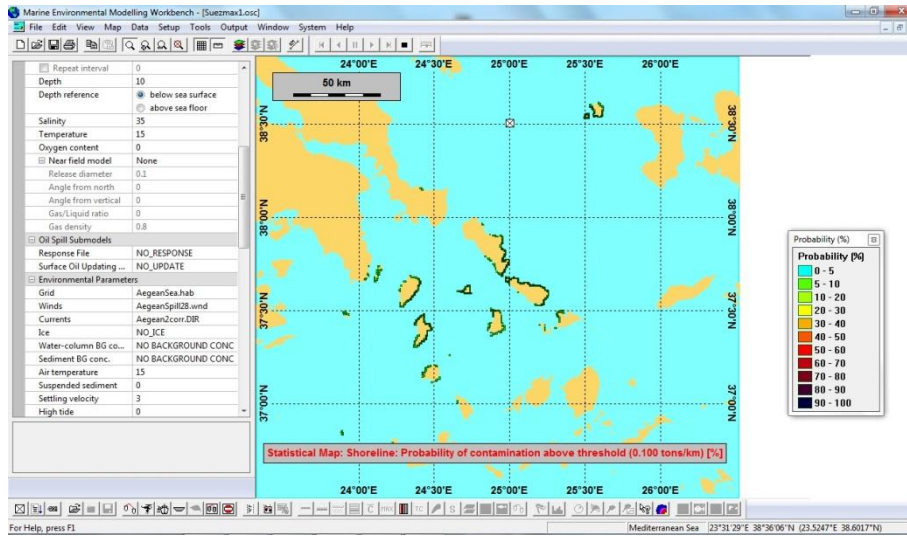 Marine Environmental Modelling Workbench - [Suezmax1.osc]
File Edit View Map Data Setup Tools Output Window System Help
Repeat interval 0
Depth 10
Depth reference below sea surface
above sea floor
Salinity 35
Temperature 15
Oxygen content 0
Near field model None
Release diameter 0.1
Angle from north 0
Angle from vertical 0
Gas/Liquid ratio 0
Gas density 0.8
Oil Spill Submodels
Response File NO_RESPONSE
Surface Oil Updating ... NO_UPDATE
Environmental Parameters
Grid AegeanSea.hab
Winds AegeanSpill28.wnd
Currents Aegean2corr.DIR
Ice NO_ICE
Water-column BG co... NO BACKGROUND CONC
Sediment BG conc. NO BACKGROUND CONC
Air temperature 15
Suspended sediment 0
Settling velocity 3
High tide 0
24°00'E 24°30'E 25°00'E 25°30'E 26°00'E
50 km
38°30'N 38°30'N
38°00'N 38°00'N
37°30'N 37°30'N
37°00'N 37°00'N
Statistical Map: Shoreline: Probability of contamination above threshold (0.100 tons/km) [%]
24°00'E 24°30'E 25°00'E 25°30'E 26°00'E
Probability (%)
Probability [%]
0 - 5
5 - 10
10 - 20
20 - 30
30 - 40
40 - 50
50 - 60
60 - 70
70 - 80
80 - 90
90 - 100
For Help, press F1
Mediterranean Sea 23°31'29"E 38°36'06"N (23.5247°E 38.6017°N)